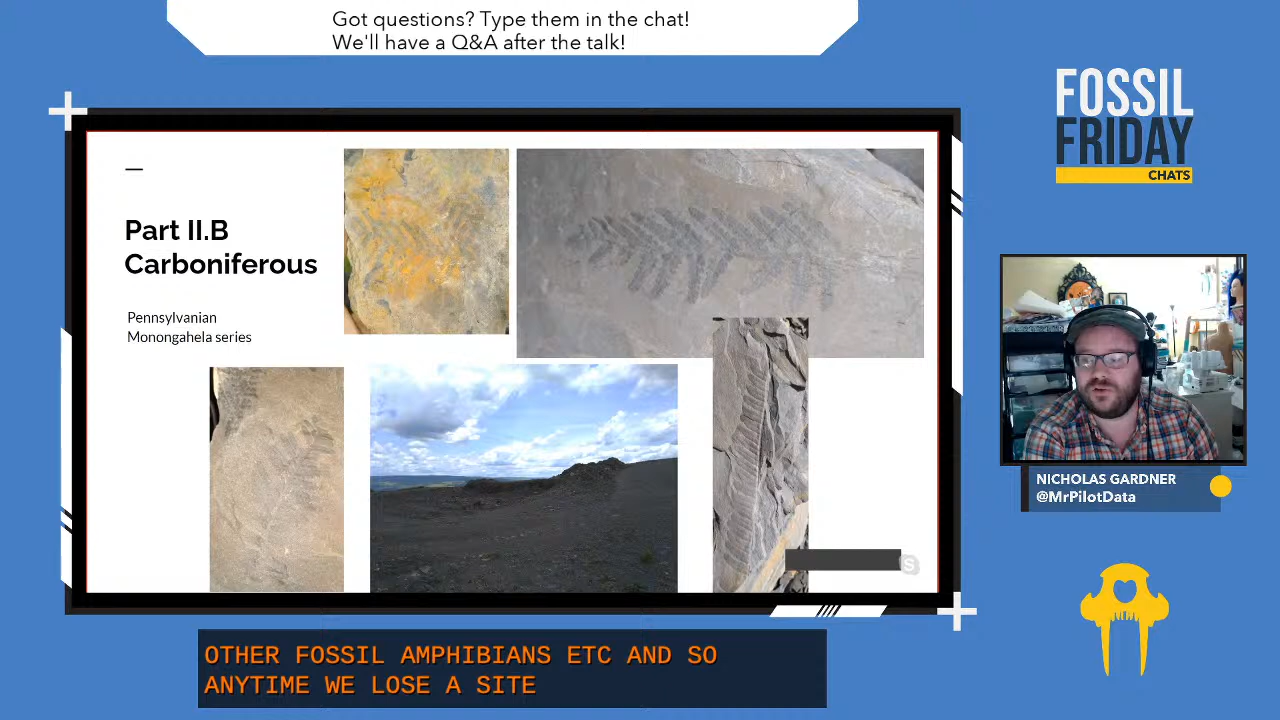 Got questions? Type them in the chat!
We'll have a Q&A after the talk!
FOSSIL
FRIDAY
CHATS
Part II.B
Carboniferous
Pennsylvanian
Monongahela series
S
NICHOLAS GARDNER
@MrPilotData
OTHER FOSSIL AMPHIBIANS ETC AND SO
ANYTIME WE LOSE A SITE